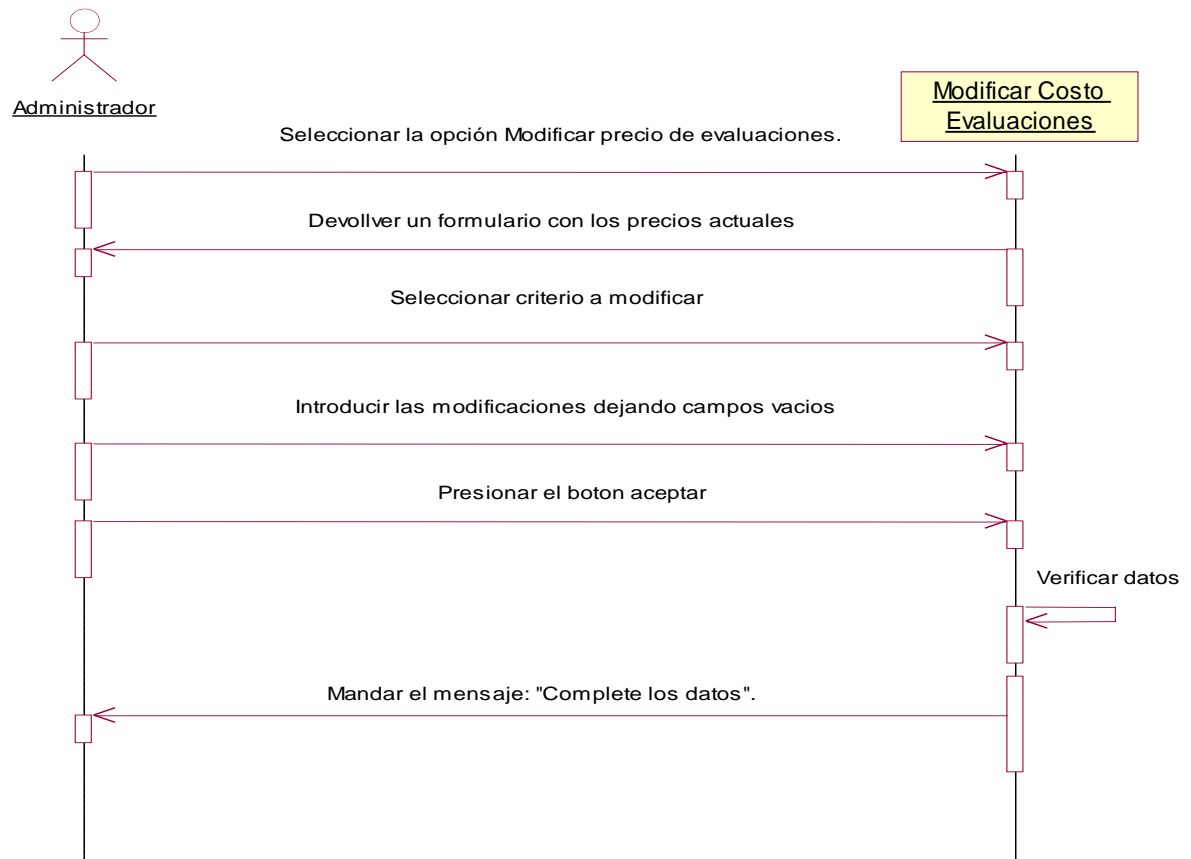 Administrador
Modificar Costo
Evaluaciones
Seleccionar la opción Modificar precio de evaluaciones.
Devollver un formulario con los precios actuales
Seleccionar criterio a modificar
Introducir las modificaciones dejando campos vacios
Presionar el boton aceptar
Verificar datos
Mandar el mensaje: "Complete los datos".